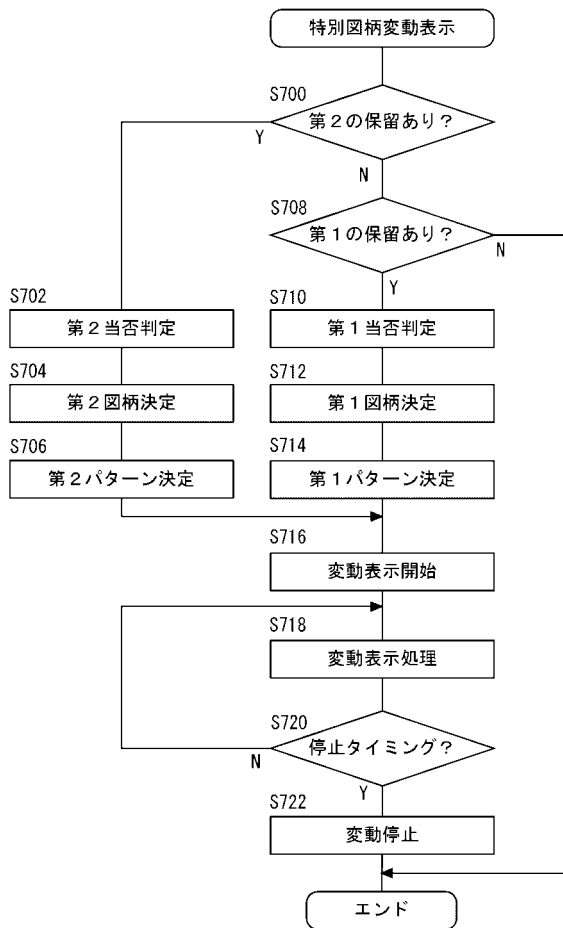 特別図柄変動表示
S700
第2の保留あり?
Y
N
S708
第1の保留あり?
N
Y
S702
第2当否判定
S710
第1当否判定
S704
第2図柄決定
S712
第1図柄決定
S706
第2パターン決定
S714
第1パターン決定
S716
変動表示開始
S718
変動表示処理
S720
停止タイミング?
N
Y
S722
変動停止
エンド